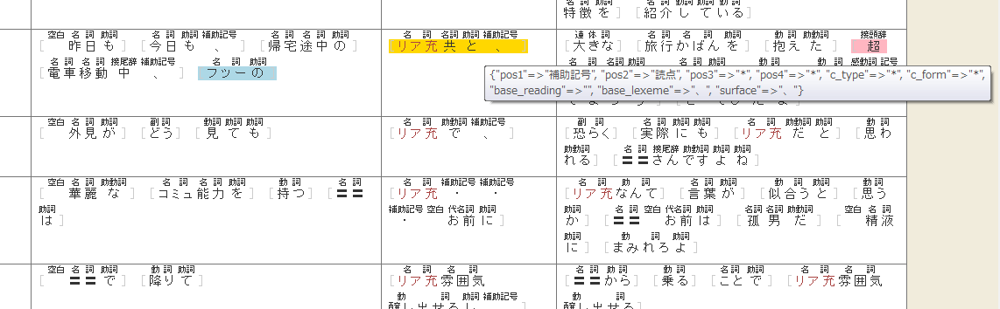 [特徴を] [紹介している]
空白 名詞 助詞 名詞 助詞 補助記号 名詞 名詞 助詞
[ 昨日も] [今日も、] [帰宅途中の]
名詞 名詞 接尾辞 補助記号 名詞 助詞
[電車移動中、] [フツーの]
名詞 名詞 助詞 補助記号
[リア充共と、]
連体詞 名詞 名詞 助詞 動詞 助動詞 接頭辞
[大きな] [旅行かばんを] [抱えた] [超
感動詞 記号
{"pos1"=>"補助記号", "pos2"=>"読点", "pos3"=>"*", "pos4"=>"*", "c_type"=>"*", "c_form"=>"*",
"base_reading"=>"", "base_lexeme"=>"、", "surface"=>"、"}
空白 名詞 助詞 副詞 動詞 助詞 助詞
[ 外見が] [どう] [見ても]
名詞 助動詞 補助記号
[リア充で、]
副詞 名詞 助詞 助詞 名詞 助動詞 助詞 動詞
[恐らく] [実際にも] [リア充だと] [思わ
助動詞 名詞 接尾辞 助動詞 助詞 助詞
れる] [〓〓さんですよね]
空白 名詞 助動詞 名詞 名詞 助詞 動詞 名詞
[ 華麗な] [コミュ能力を] [持つ] [〓〓
助詞
は]
名詞 補助記号 補助記号
[リア充・・
補助記号 空白 代名詞 助詞
・ お前に]
名詞 助詞 名詞 助詞 動詞 助詞 動詞
[リア充なんて] [言葉が] [似合うと] [思う
助詞 名詞 空白 代名詞 助詞 名詞 名詞 助動詞 空白 名詞
か] [〓〓 お前は] [孤男だ] [ 精液
助詞 動詞 助詞
に] [まみれろよ]
空白 名詞 助詞 動詞 助詞
[ 〓〓で] [降りて]
名詞 名詞
[リア充雰囲気
動詞 助詞 補助記号
醸し出せるし、
名詞 助詞 動詞 名詞 助詞 名詞 名詞
[〓〓から] [乗る] [ことで] [リア充雰囲気
動詞 助詞
醸し出せるよ]